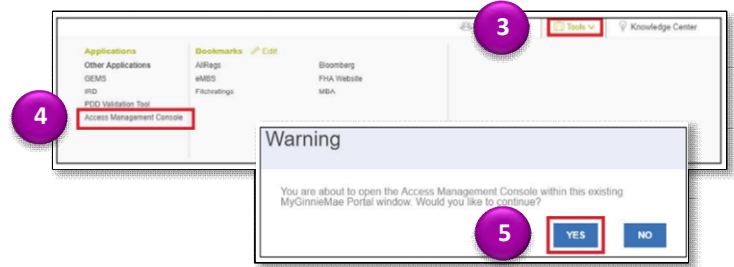 3
Tools
Knowledge Center
Applications
Bookmarks Edit
Other Applications
AllRegs
Bloomberg
GEMS
eMBS
FHA Website
IRD
Fitchratings
MBA
PDD Validation Tool
4
Access Management Console
Warning
You are about to open the Access Management Console within this existing
MyGinnieMae Portal window. Would you like to continue?
5
YES
NO